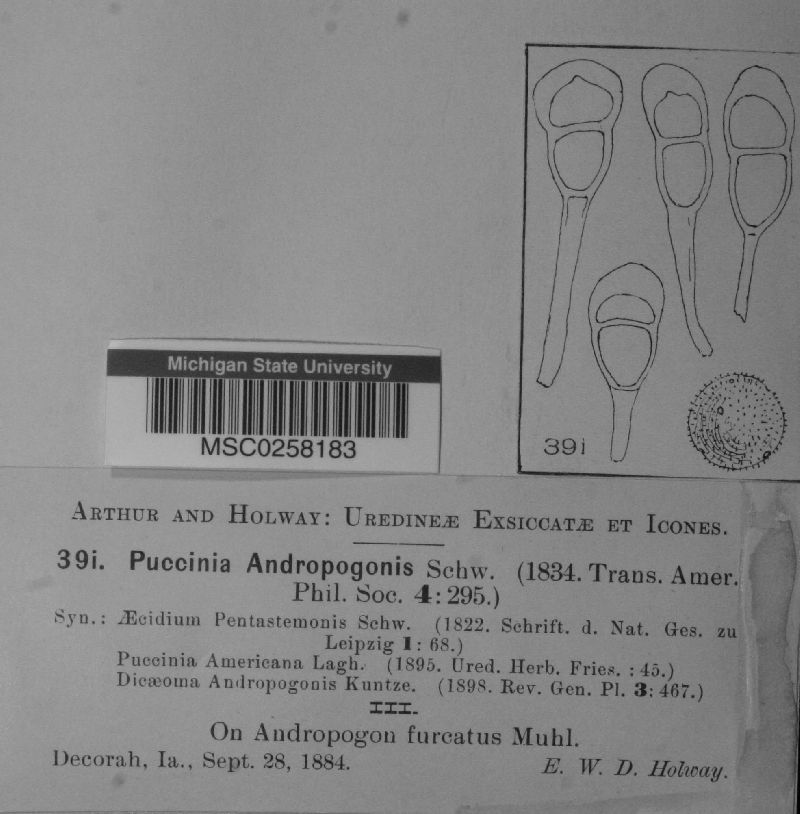 Michigan State University
MSC0258183
39i
ARTHUR AND HOLWAY: UREDINEÆ EXSICCATÆ ET ICONES.
39i. Puccinia Andropogonis Schw. (1834. Trans. Amer.
Phil. Soc. 4:295.)
Syn.: Æcidium Pentastemonis Schw. (1822. Schrift. d. Nat. Ges. zu
Leipzig 1: 68.)
Puccinia Americana Lagh. (1895. Ured. Herb. Fries. : 45.)
Dicæoma Andropogonis Kuntze. (1898. Rev. Gen. Pl. 3: 467.)
III.
On Andropogon furcatus Muhl.
Decorah, Ia., Sept. 28, 1884. E. W. D. Holway.